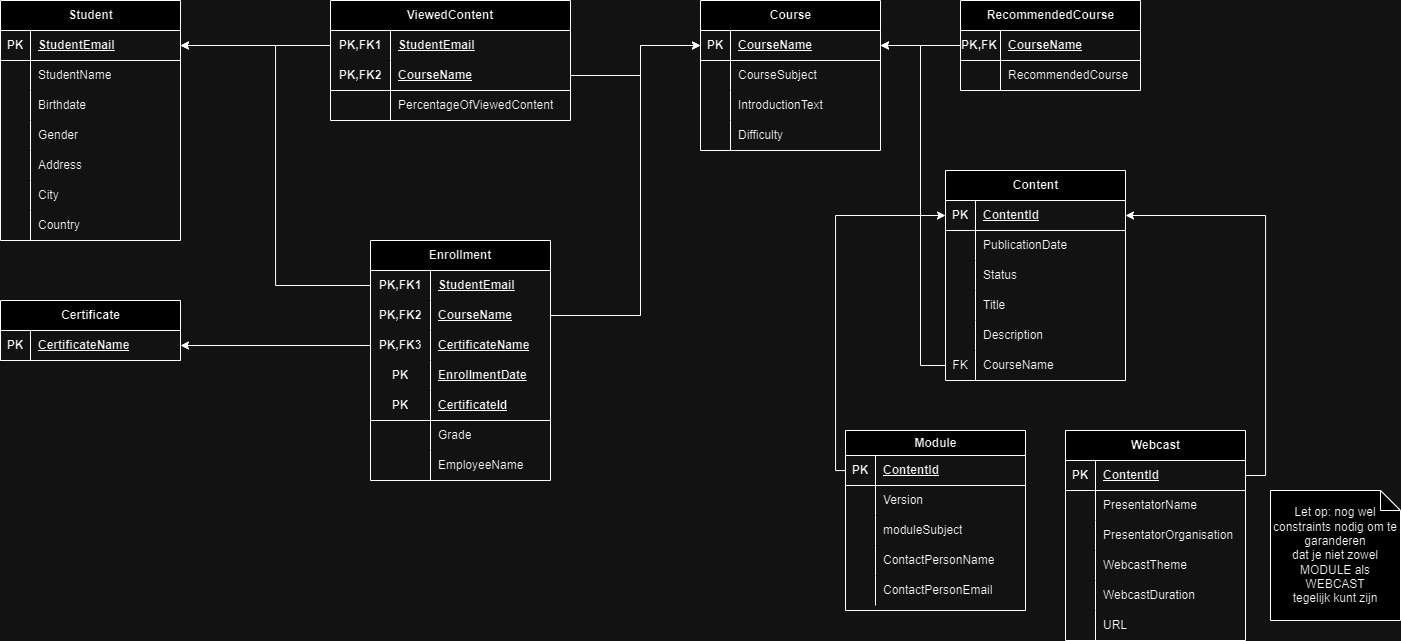 Student
PK StudentEmail
StudentName
Birthdate
Gender
Address
City
Country
ViewedContent
PK,FK1 StudentEmail
PK,FK2 CourseName
PercentageOfViewedContent
Course
PK CourseName
CourseSubject
IntroductionText
Difficulty
RecommendedCourse
PK,FK CourseName
RecommendedCourse
Content
PK ContentId
PublicationDate
Status
Title
Description
FK CourseName
Enrollment
PK,FK1 StudentEmail
PK,FK2 CourseName
PK,FK3 CertificateName
PK EnrollmentDate
PK CertificateId
Grade
EmployeeName
Certificate
PK CertificateName
Module
PK ContentId
Version
moduleSubject
ContactPersonName
ContactPersonEmail
Webcast
PK ContentId
PresentatorName
PresentatorOrganisation
WebcastTheme
WebcastDuration
URL
Let op: nog wel
constraints nodig om te
garanderen
dat je niet zowel
MODULE als
WEBCAST
tegelijk kunt zijn